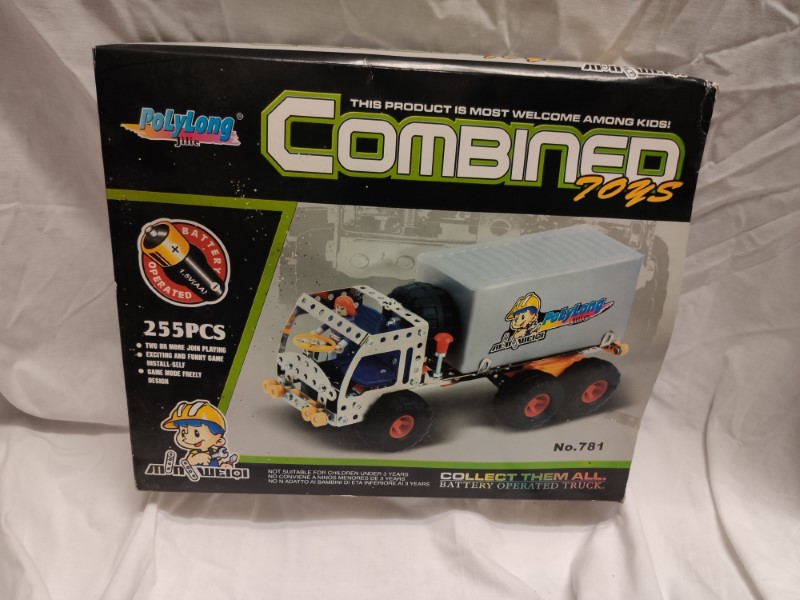 THIS PRODUCT IS MOST WELCOME AMONG KIDS!
POLYLONG®
COMBINED
TOYS
BATTERY
1.5V(AA)
OPERATED
255PCS
• TWO OR MORE JOIN PLAYING
• EXCITING AND FUNNY GAME
INSTALL-SELF
• GAME MODE FREELY
DESIGN
POLYLONG
No.781
NOT SUITABLE FOR CHILDREN UNDER 3 YEARS
NO CONVIENE A NINOS MENORES DE 3 YEARS
NO N ADATTO AI BAMBINI DI ETA INFERIORE AI 3 YEARS
COLLECT THEM ALL.
BATTERY OPERATED TRUCK.